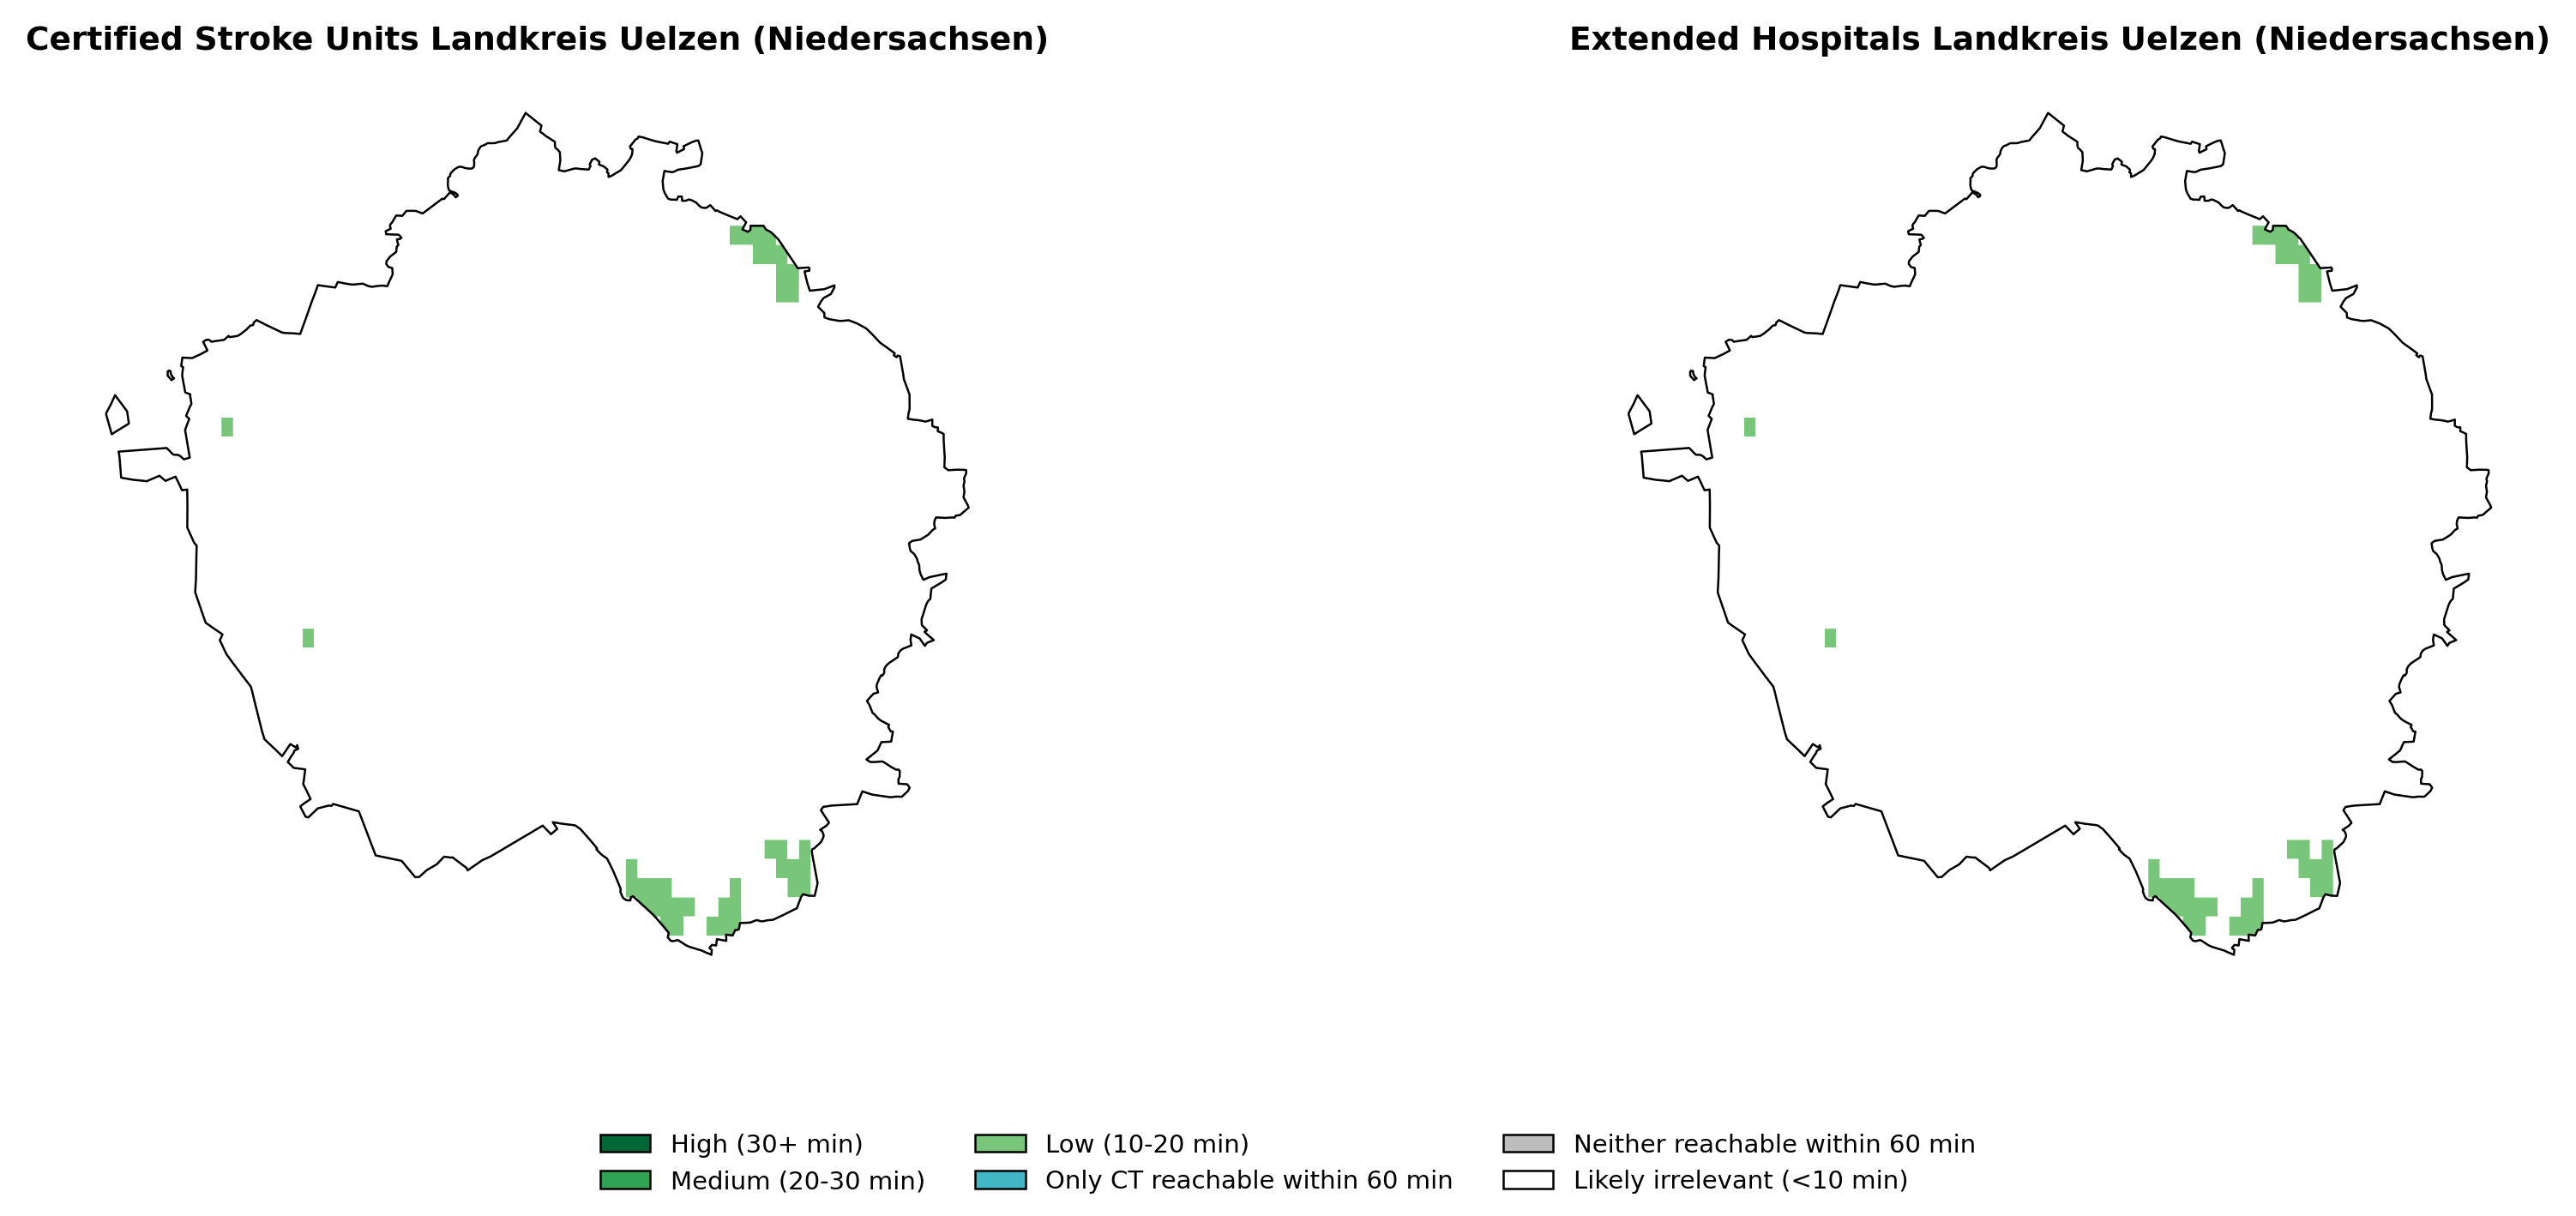 Certified Stroke Units Landkreis Uelzen (Niedersachsen)
Extended Hospitals Landkreis Uelzen (Niedersachsen)
High (30+ min)
Medium (20-30 min)
Low (10-20 min)
Only CT reachable within 60 min
Neither reachable within 60 min
Likely irrelevant (<10 min)